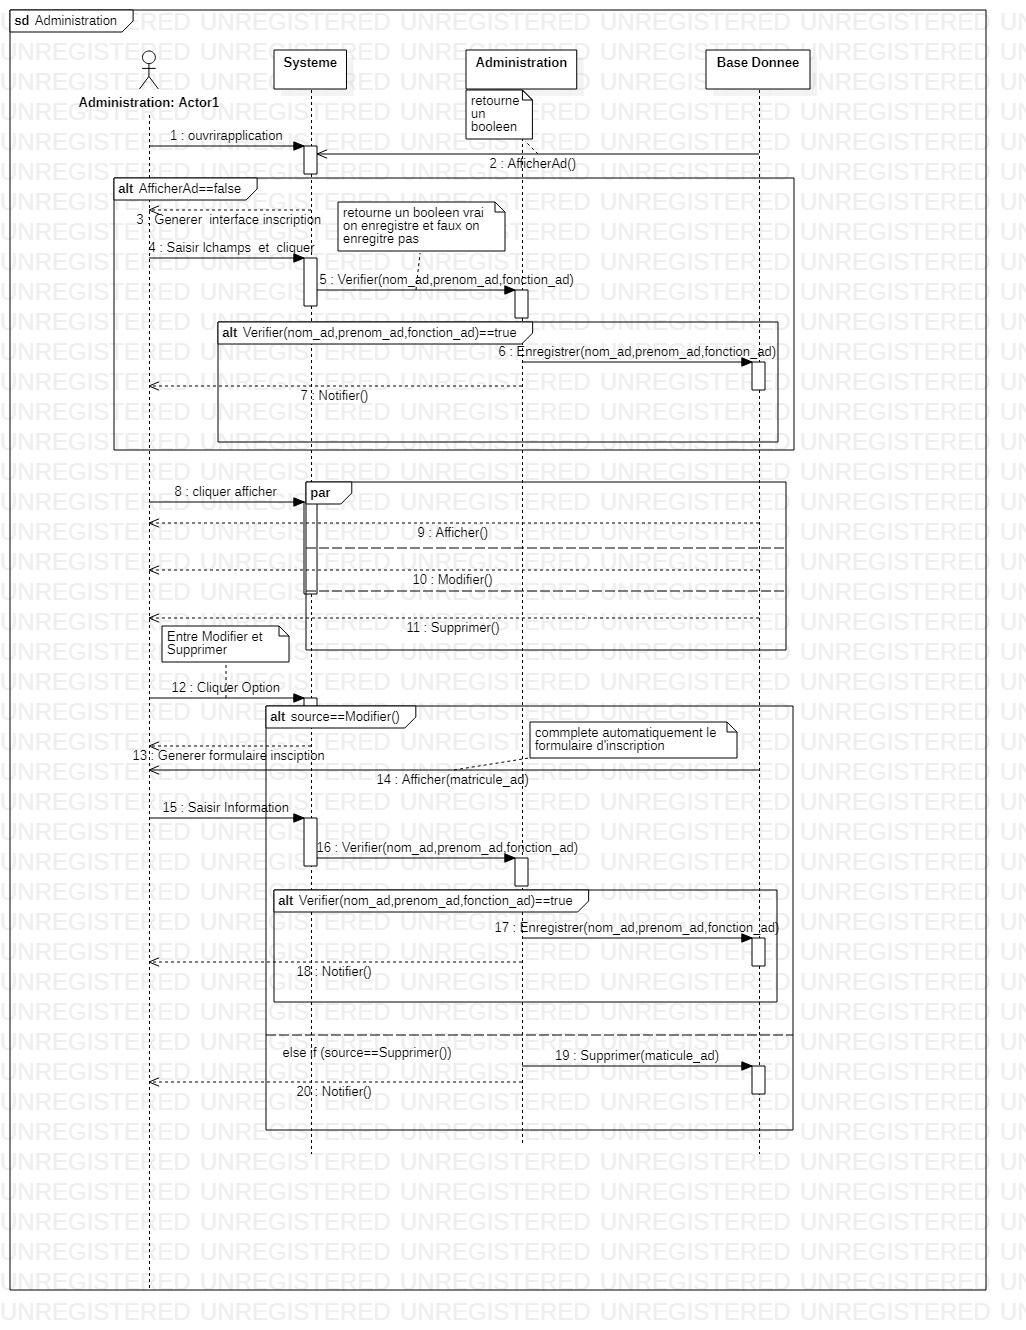 sd Administration
Systeme
Administration
Base Donnee
Administration: Actor1
retourne
un
booleen
1 : ouvrirapplication
2 : AfficherAd()
alt AfficherAd==false
3 : Generer interface inscription
retourne un booleen vrai
on enregistre et faux on
enregitre pas
4 : Saisir lchamps et cliquer
5 : Verifier(nom_ad,prenom_ad,fonction_ad)
alt Verifier(nom_ad,prenom_ad,fonction_ad)==true
6 : Enregistrer(nom_ad,prenom_ad,fonction_ad)
7 : Notifier()
8 : cliquer afficher
par
9 : Afficher()
10 : Modifier()
11 : Supprimer()
Entre Modifier et
Supprimer
12 : Cliquer Option
alt source==Modifier()
commplete automatiquement le
formulaire d'inscription
13 : Generer formulaire insciption
14 : Afficher(matricule_ad)
15 : Saisir Information
16 : Verifier(nom_ad,prenom_ad,fonction_ad)
alt Verifier(nom_ad,prenom_ad,fonction_ad)==true
17 : Enregistrer(nom_ad,prenom_ad,fonction_ad)
18 : Notifier()
else if (source==Supprimer())
19 : Supprimer(maticule_ad)
20 : Notifier()
UNREGISTERED